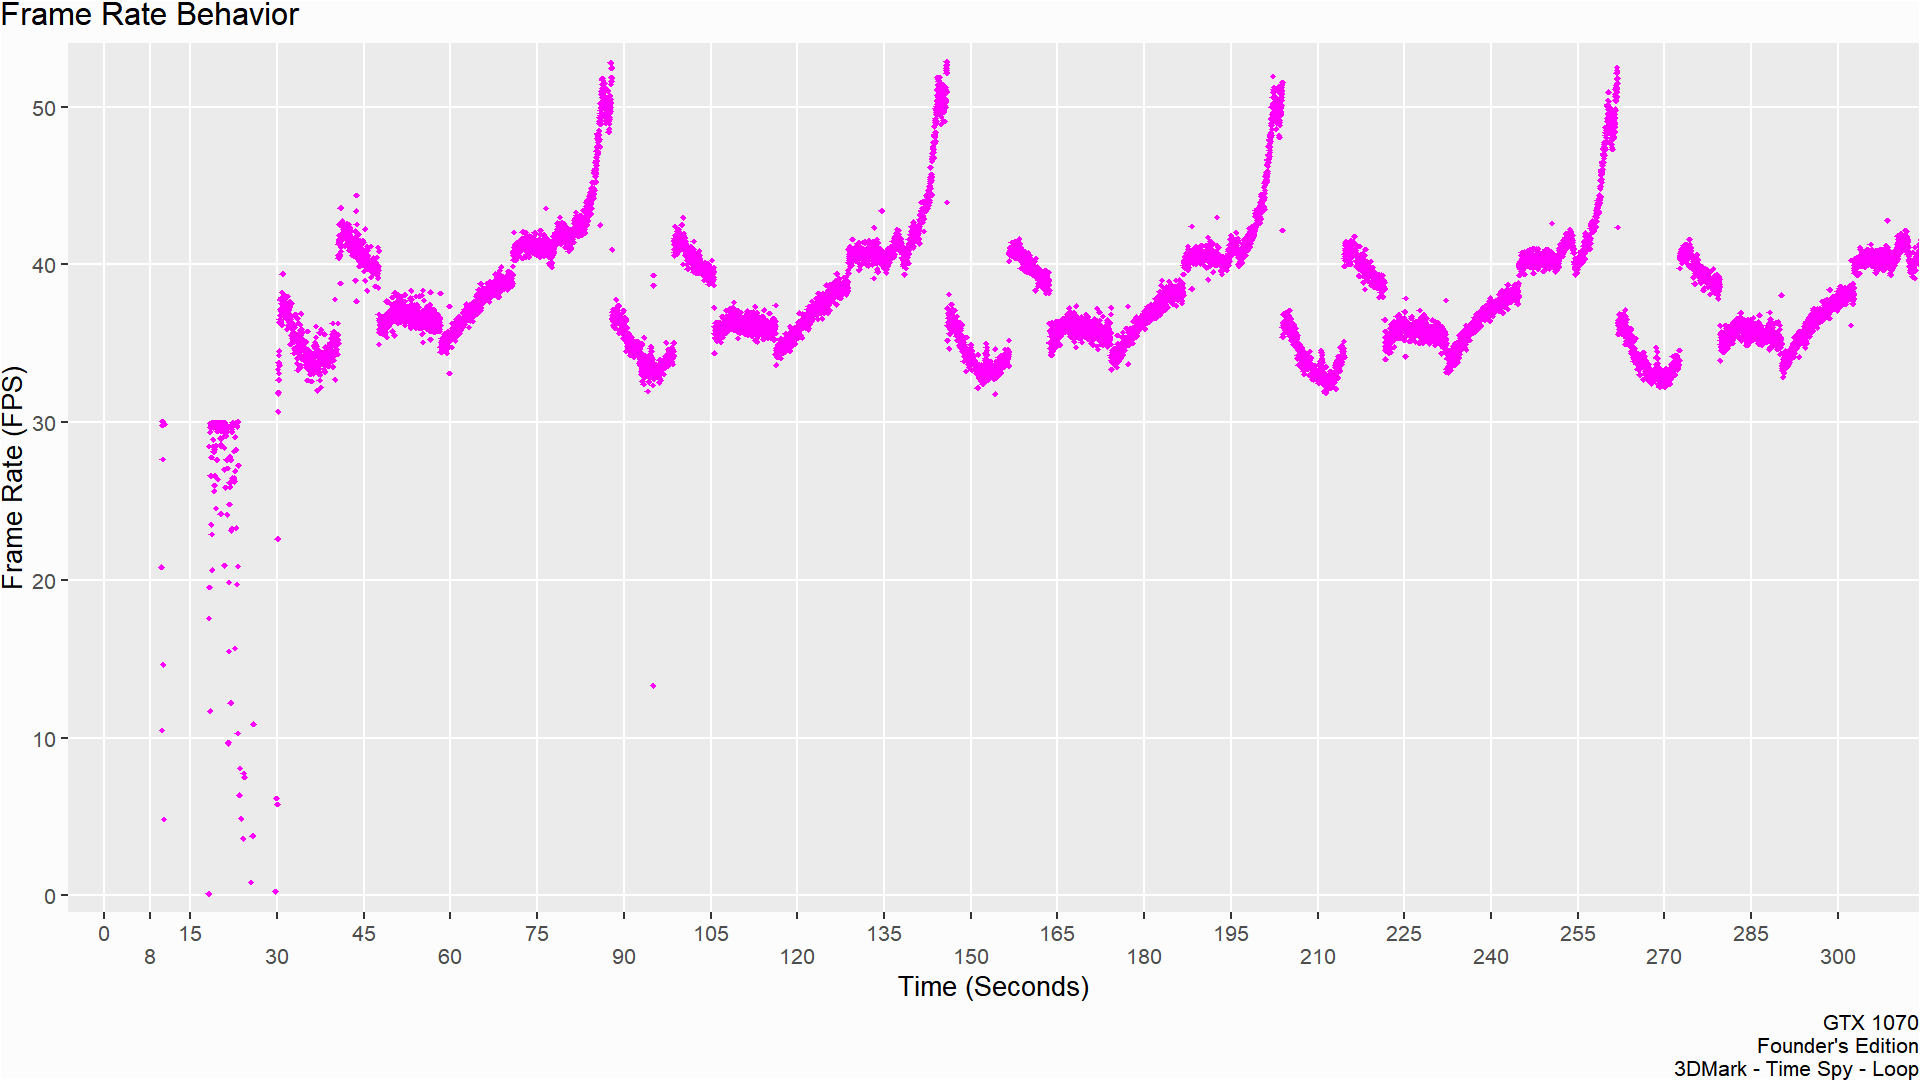 Frame Rate Behavior
Frame Rate (FPS)
50
40
30
20
10
0
0 15 45 75 105 135 165 195 225 255 285
8 30 60 90 120 150 180 210 240 270 300
Time (Seconds)
GTX 1070
Founder's Edition
3DMark - Time Spy - Loop